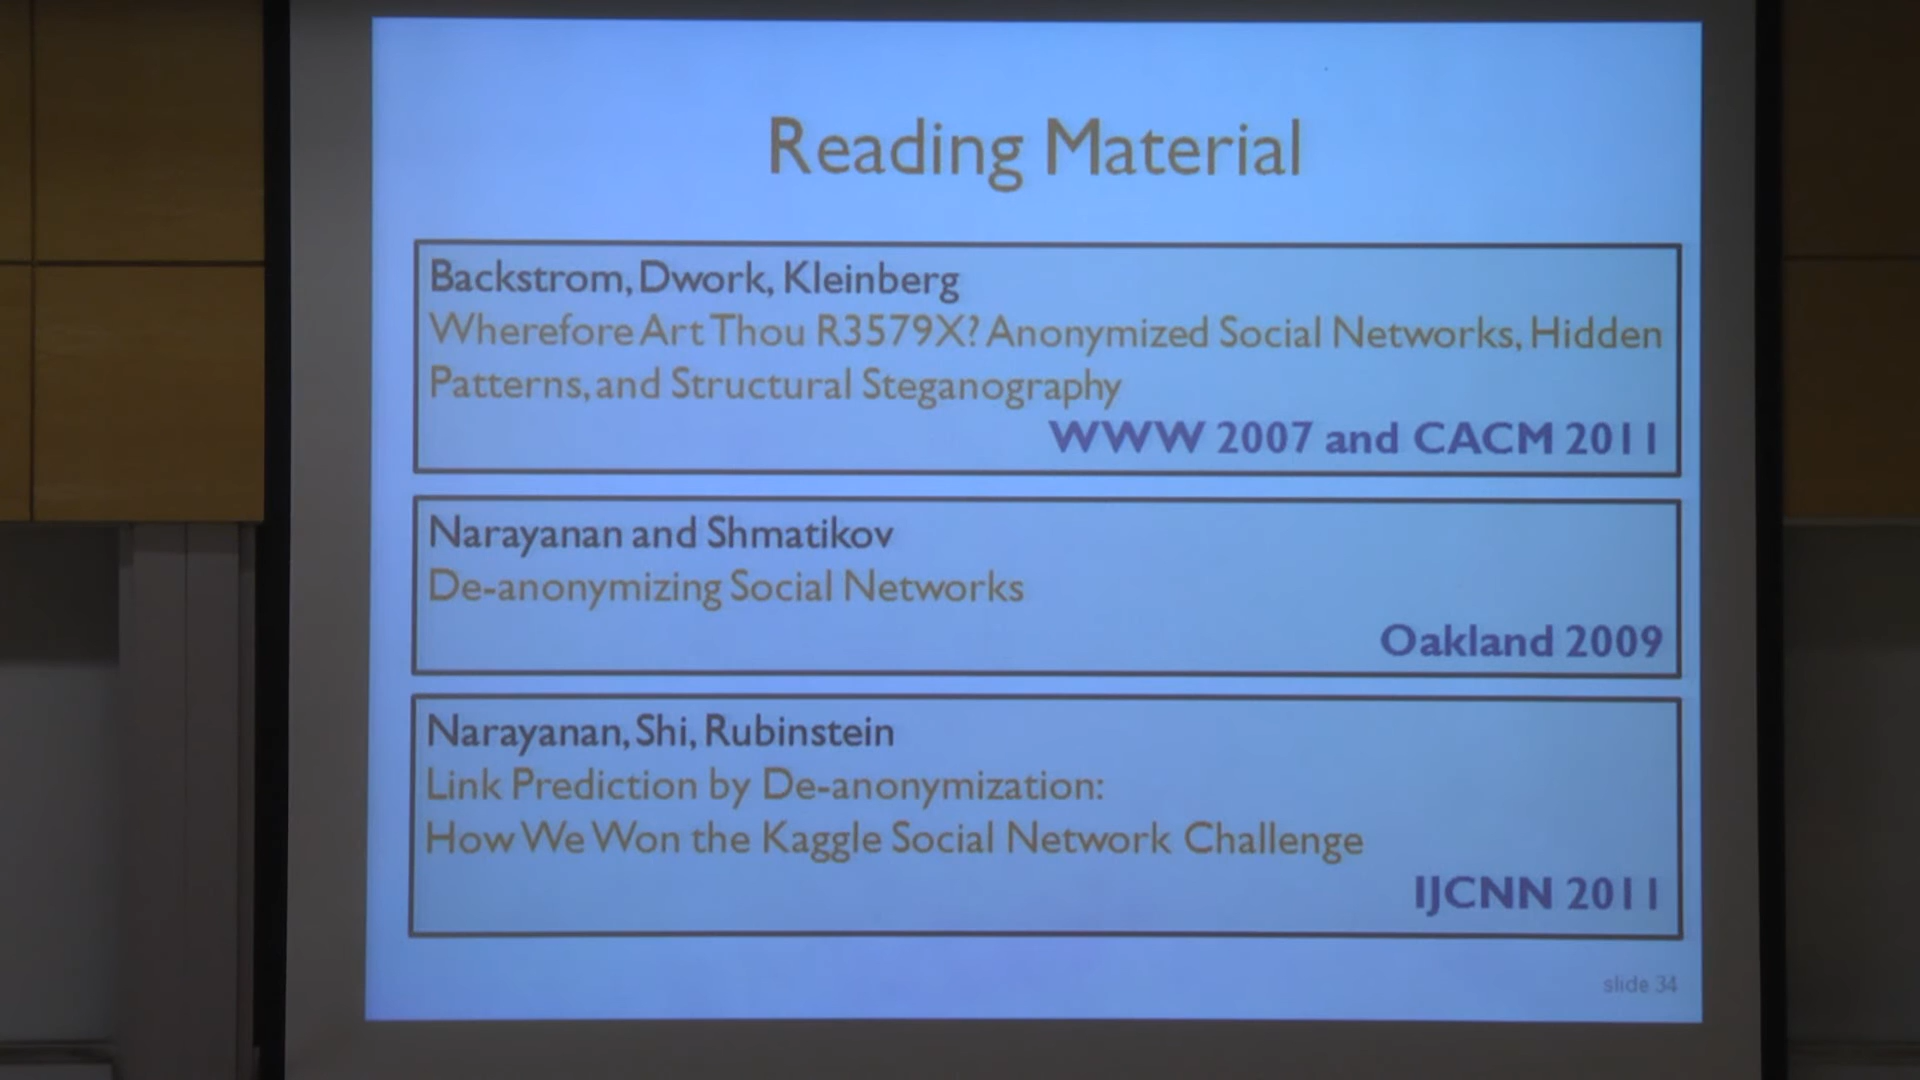 Reading Material
Backstrom, Dwork, Kleinberg
Wherefore Art Thou R3579X? Anonymized Social Networks, Hidden
Patterns, and Structural Steganography
WWW 2007 and CACM 2011
Narayanan and Shmatikov
De-anonymizing Social Networks
Oakland 2009
Narayanan, Shi, Rubinstein
Link Prediction by De-anonymization:
How We Won the Kaggle Social Network Challenge
IJCNN 2011
slide 34